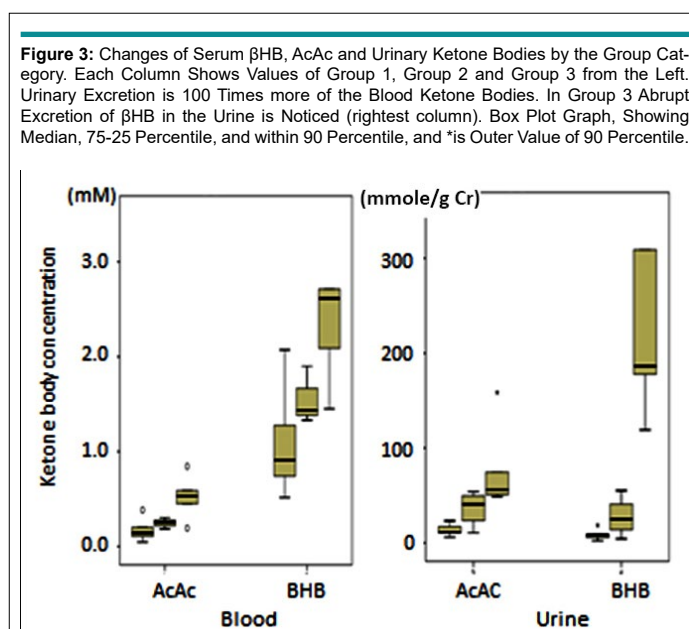 Figure 3: Changes of Serum βHB, AcAc and Urinary Ketone Bodies by the Group Cat-
egory. Each Column Shows Values of Group 1, Group 2 and Group 3 from the Left.
Urinary Excretion is 100 Times more of the Blood Ketone Bodies. In Group 3 Abrupt
Excretion of βHB in the Urine is Noticed (rightest column). Box Plot Graph, Showing
Median, 75-25 Percentile, and within 90 Percentile, and *is Outer Value of 90 Percentile.
(mM) (mmole/g Cr)
Ketone body concentration
3.0 300
2.0 200
1.0 100
0.0 0
AcAc BHB AcAC BHB
Blood Urine